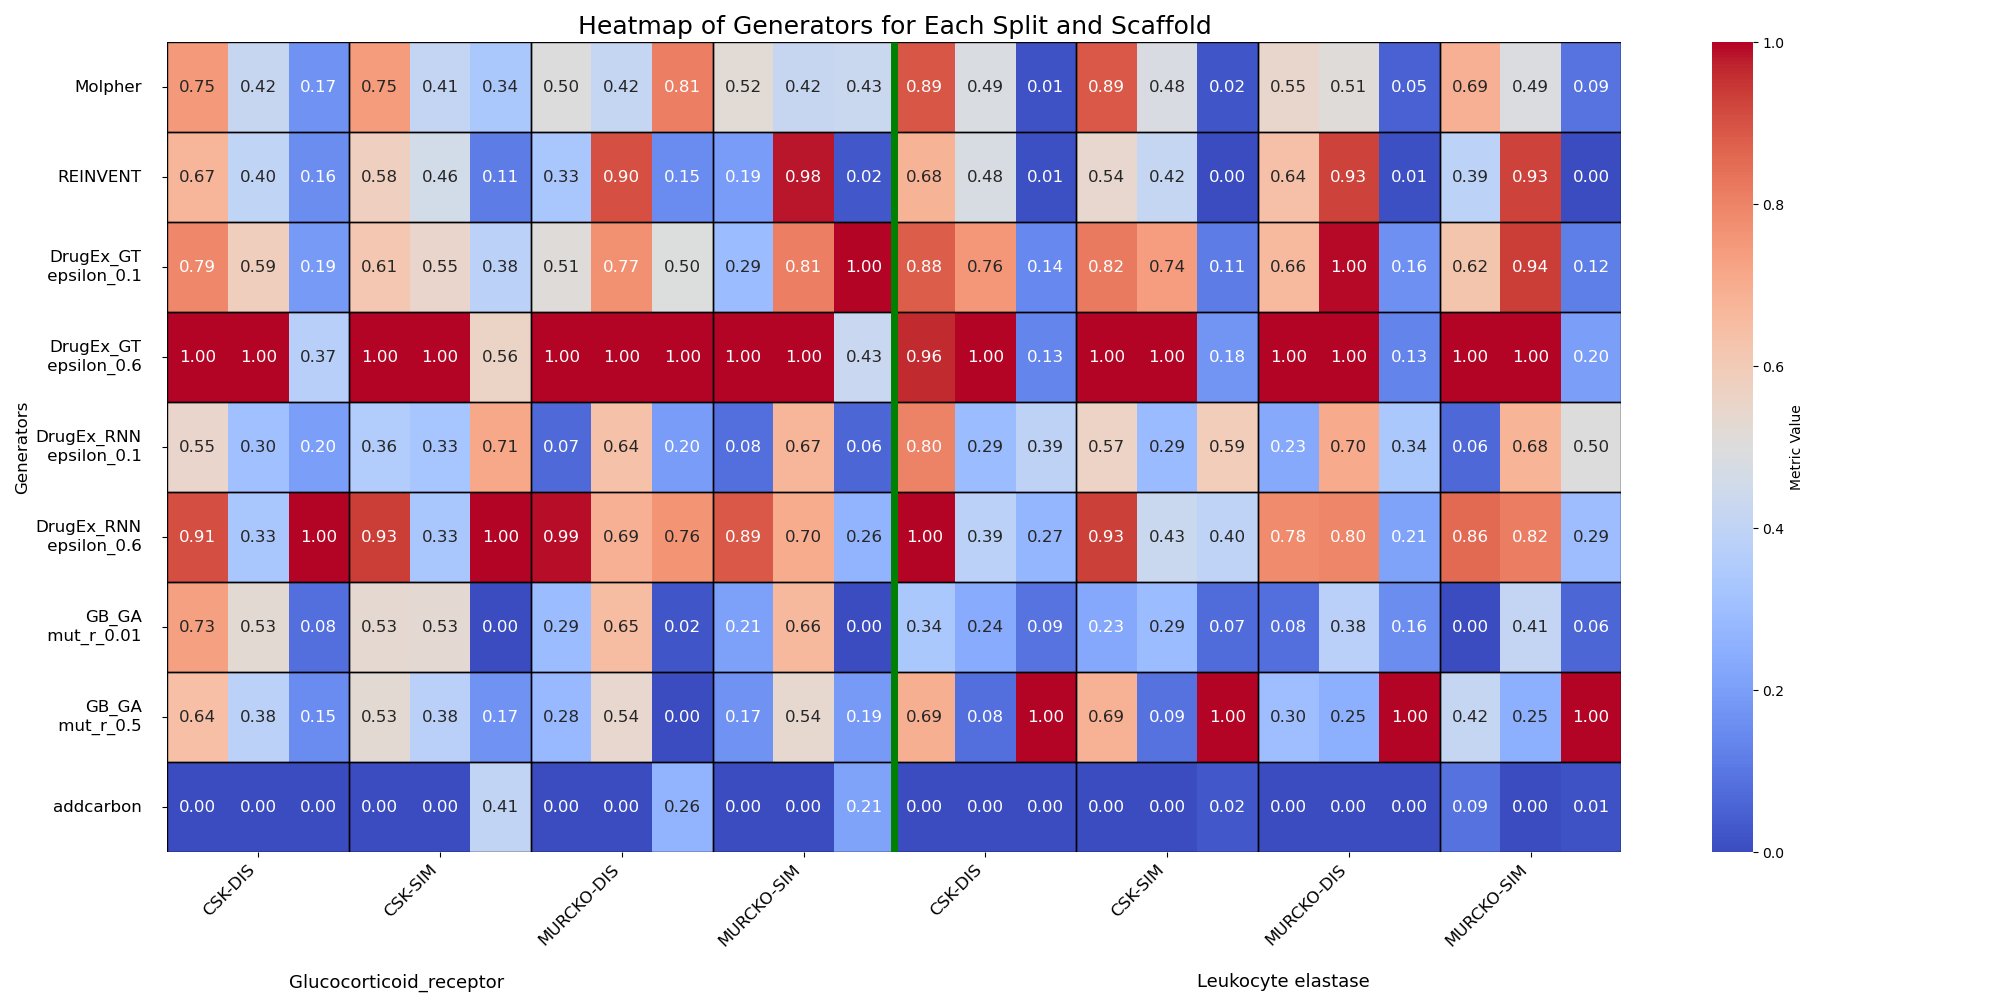 Heatmap of Generators for Each Split and Scaffold
Generators
Molpher 0.75 0.42 0.17 0.75 0.41 0.34 0.50 0.42 0.81 0.52 0.42 0.43 0.89 0.49 0.01 0.89 0.48 0.02 0.55 0.51 0.05 0.69 0.49 0.09
REINVENT 0.67 0.40 0.16 0.58 0.46 0.11 0.33 0.90 0.15 0.19 0.98 0.02 0.68 0.48 0.01 0.54 0.42 0.00 0.64 0.93 0.01 0.39 0.93 0.00
DrugEx_GT
epsilon_0.1 0.79 0.59 0.19 0.61 0.55 0.38 0.51 0.77 0.50 0.29 0.81 1.00 0.88 0.76 0.14 0.82 0.74 0.11 0.66 1.00 0.16 0.62 0.94 0.12
DrugEx_GT
epsilon_0.6 1.00 1.00 0.37 1.00 1.00 0.56 1.00 1.00 1.00 1.00 1.00 0.43 0.96 1.00 0.13 1.00 1.00 0.18 1.00 1.00 0.13 1.00 1.00 0.20
DrugEx_RNN
epsilon_0.1 0.55 0.30 0.20 0.36 0.33 0.71 0.07 0.64 0.20 0.08 0.67 0.06 0.80 0.29 0.39 0.57 0.29 0.59 0.23 0.70 0.34 0.06 0.68 0.50
DrugEx_RNN
epsilon_0.6 0.91 0.33 1.00 0.93 0.33 1.00 0.99 0.69 0.76 0.89 0.70 0.26 1.00 0.39 0.27 0.93 0.43 0.40 0.78 0.80 0.21 0.86 0.82 0.29
GB_GA
mut_r_0.01 0.73 0.53 0.08 0.53 0.53 0.00 0.29 0.65 0.02 0.21 0.66 0.00 0.34 0.24 0.09 0.23 0.29 0.07 0.08 0.38 0.16 0.00 0.41 0.06
GB_GA
mut_r_0.5 0.64 0.38 0.15 0.53 0.38 0.17 0.28 0.54 0.00 0.17 0.54 0.19 0.69 0.08 1.00 0.69 0.09 1.00 0.30 0.25 1.00 0.42 0.25 1.00
addcarbon 0.00 0.00 0.00 0.00 0.00 0.41 0.00 0.00 0.26 0.00 0.00 0.21 0.00 0.00 0.00 0.00 0.00 0.02 0.00 0.00 0.00 0.09 0.00 0.01
CSK-DIS
CSK-SIM
MURCKO-DIS
MURCKO-SIM
CSK-DIS
CSK-SIM
MURCKO-DIS
MURCKO-SIM
Glucocorticoid_receptor
Leukocyte elastase
1.0
0.8
0.6
0.4
0.2
0.0
Metric Value